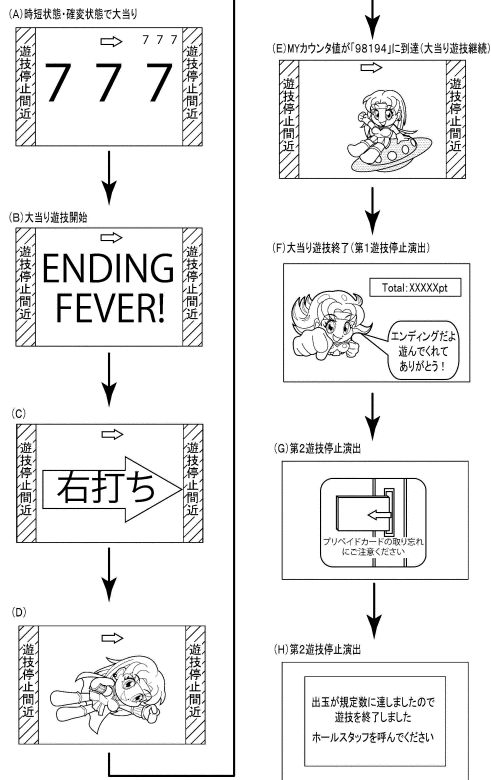 (A)時短状態・確変状態で大当り
7 7 7
7 7 7
遊技停止間近
遊技停止間近
(B)大当り遊技開始
ENDING
FEVER!
遊技停止間近
遊技停止間近
(C)
右打ち
遊技停止間近
遊技停止間近
(D)
遊技停止間近
遊技停止間近
(E)MYカウンタ値が「98194」に到達(大当り遊技継続)
遊技停止間近
遊技停止間近
(F)大当り遊技終了(第1遊技停止演出)
Total:XXXXXpt
エンディングだよ
遊んでくれて
ありがとう！
(G)第2遊技停止演出
プリペイドカードの取り忘れ
にご注意ください
(H)第2遊技停止演出
出玉が規定数に達しましたので
遊技を終了しました
ホールスタッフを呼んでください